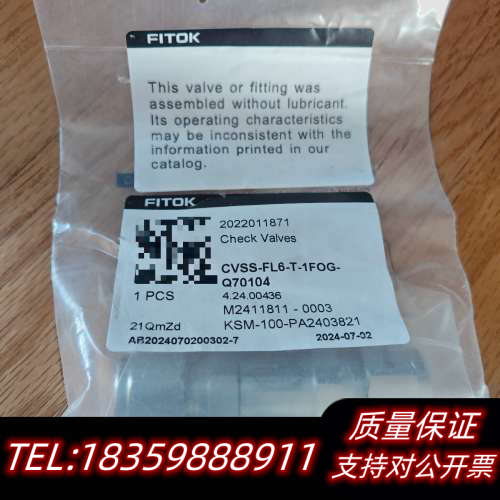 FITOK
This valve or fitting was
assembled without lubricant.
Its operating characteristics
may be inconsistent with the
information printed in our
catalog.
FITOK
2022011871
Check Valves
CVSS-FL6-T-1FOG-
Q70104
1 PCS
4.24.00436
M2411811 - 0003
21QmZd
KSM-100-PA2403821
AB2024070200302-7
2024-07-02
质量保证
TEL:18359888911
支持对公开票